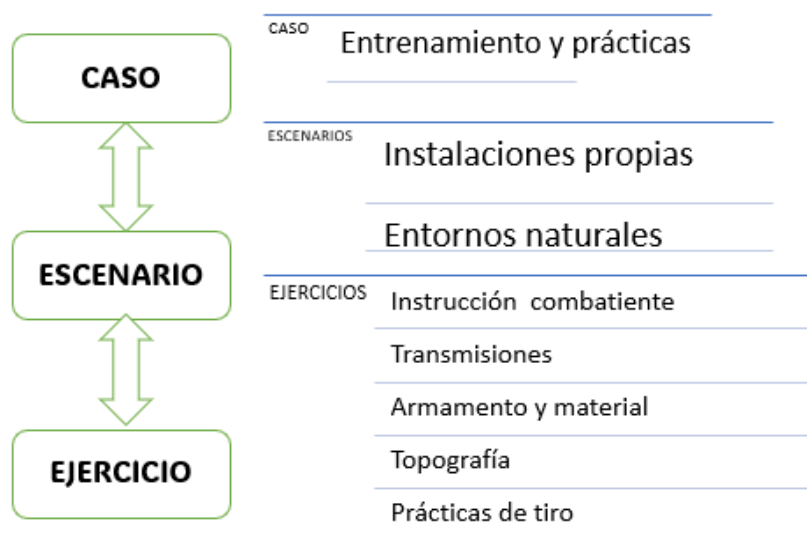 CASO
ESCENARIO
EJERCICIO
CASO
Entrenamiento y prácticas
ESCENARIOS
Instalaciones propias
Entornos naturales
EJERCICIOS
Instrucción combatiente
Transmisiones
Armamento y material
Topografía
Prácticas de tiro